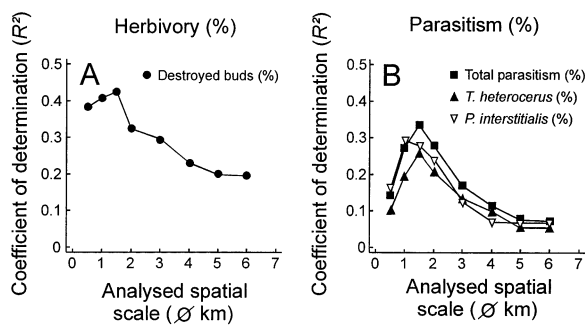 Herbivory (%)
Coefficient of determination (R²)
0.5
0.4
0.3
0.2
0.1
0
A
Destroyed buds (%)
0 1 2 3 4 5 6 7
Analysed spatial
scale (∅ km)
Parasitism (%)
Coefficient of determination (R²)
0.5
0.4
0.3
0.2
0.1
0
B
Total parasitism (%)
T. heterocerus (%)
P. interstitialis (%)
0 1 2 3 4 5 6 7
Analysed spatial
scale (∅ km)